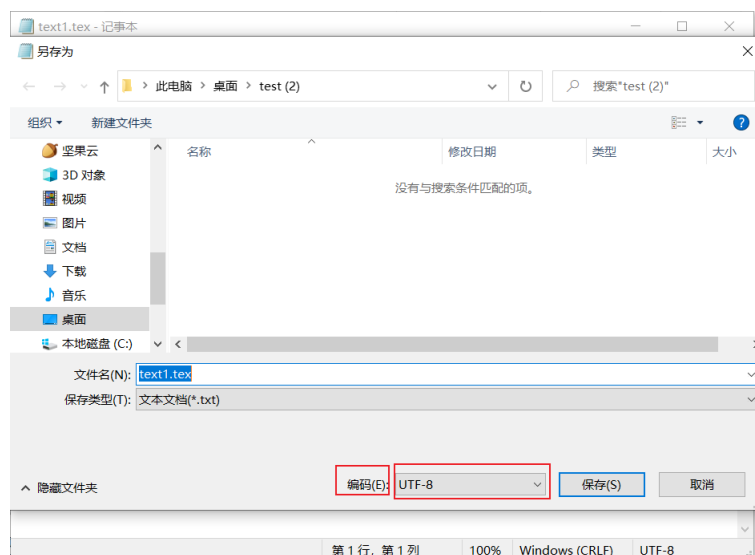 text1.tex - 记事本
另存为
此电脑 › 桌面 › test (2)
搜索"test (2)"
组织 新建文件夹
名称 修改日期 类型 大小
没有与搜索条件匹配的项。
坚果云
3D 对象
视频
图片
文档
下载
音乐
桌面
本地磁盘 (C:)
文件名(N): text1.tex
保存类型(T): 文本文档(*.txt)
隐藏文件夹 编码(E): UTF-8 保存(S) 取消
第 1 行，第 1 列 100% Windows (CRLF) UTF-8